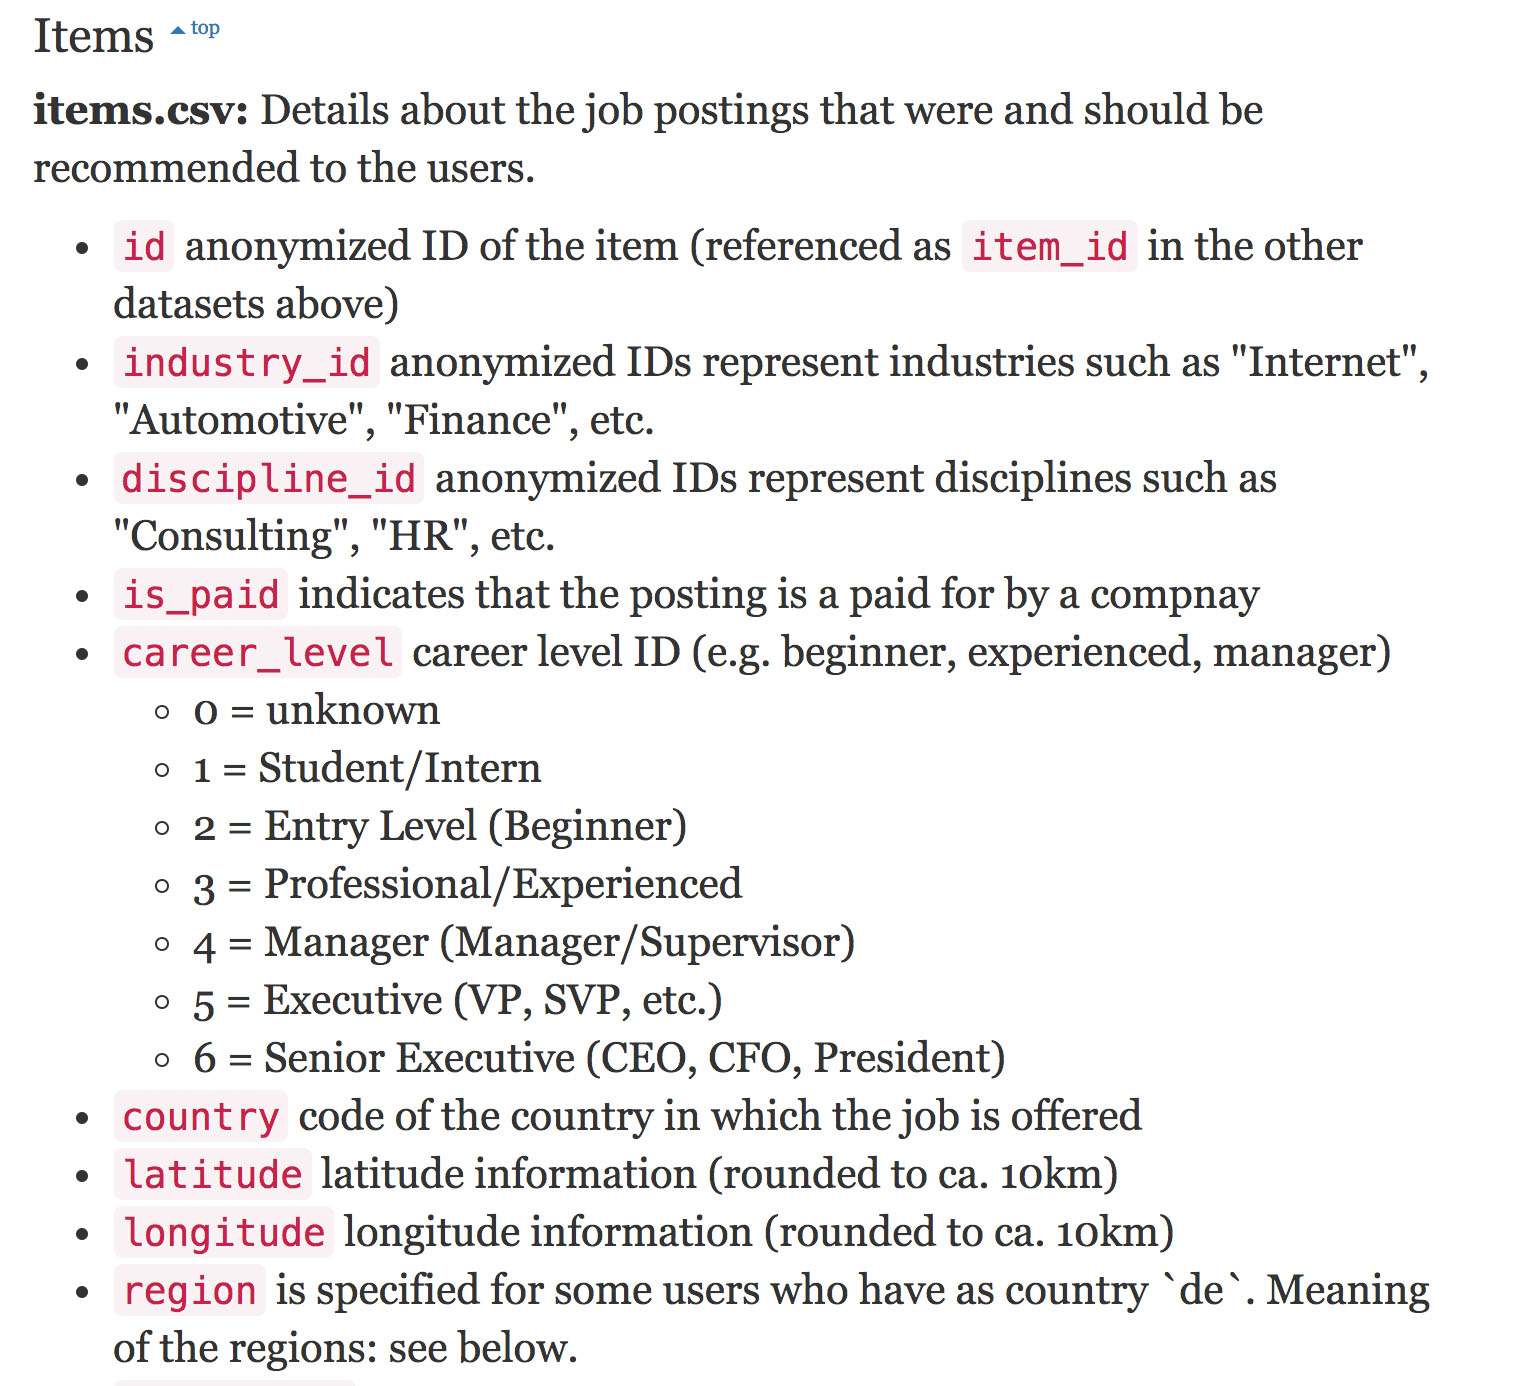 Items top
items.csv: Details about the job postings that were and should be
recommended to the users.
id anonymized ID of the item (referenced as item_id in the other
datasets above)
industry_id anonymized IDs represent industries such as "Internet",
"Automotive", "Finance", etc.
discipline_id anonymized IDs represent disciplines such as
"Consulting", "HR", etc.
is_paid indicates that the posting is a paid for by a compnay
career_level career level ID (e.g. beginner, experienced, manager)
0 = unknown
1 = Student/Intern
2 = Entry Level (Beginner)
3 = Professional/Experienced
4 = Manager (Manager/Supervisor)
5 = Executive (VP, SVP, etc.)
6 = Senior Executive (CEO, CFO, President)
country code of the country in which the job is offered
latitude latitude information (rounded to ca. 10km)
longitude longitude information (rounded to ca. 10km)
region is specified for some users who have as country `de`. Meaning
of the regions: see below.